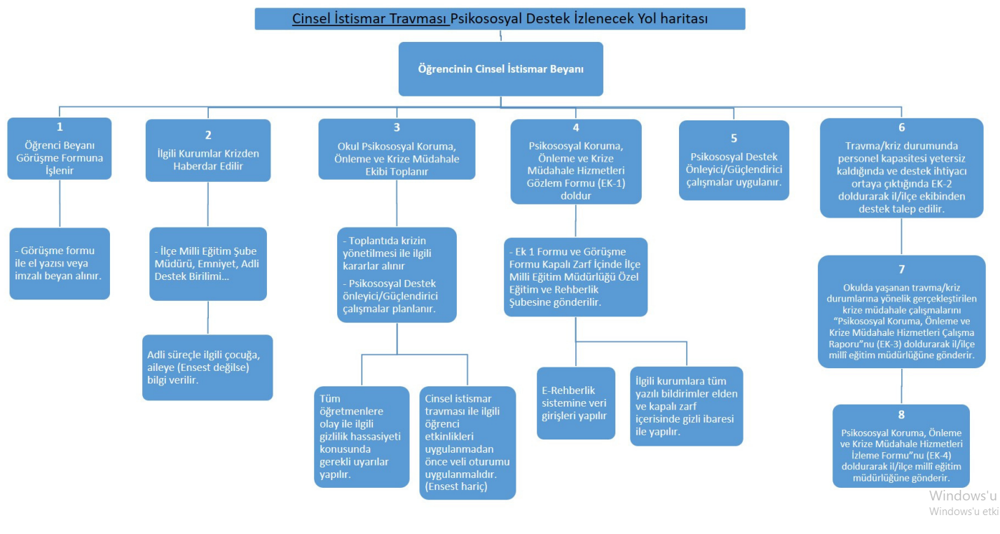 Cinsel İstismar Travması Psikososyal Destek İzlenecek Yol haritası
Öğrencinin Cinsel İstismar Beyanı
1
Öğrenci Beyanı
Görüşme Formuna
İşlenir
- Görüşme formu
ile el yazısı veya
imzalı beyan alınır.
2
İlgili Kurumlar Krizden
Haberdar Edilir
- İlçe Milli Eğitim Şube
Müdürü, Emniyet, Adli
Destek Birilimi...
Adli süreçle ilgili çocuğa,
aileye (Ensest değilse)
bilgi verilir.
3
Okul Psikososyal Koruma,
Önleme ve Krize Müdahale
Ekibi Toplanır
- Toplantıda krizin
yönetilmesi ile ilgili
kararlar alınır
- Psikososyal Destek
önleyici/Güçlendirici
çalışmalar planlanır.
Tüm
öğretmenlere
olay ile ilgili
gizlilik hassasiyeti
konusunda
gerekli uyarılar
yapılır.
Cinsel istismar
travması ile ilgili
öğrenci
etkinlikleri
uygulanmadan
önce veli oturumu
uygulanmalıdır.
(Ensest hariç)
4
Psikososyal Koruma,
Önleme ve Krize
Müdahale Hizmetleri
Gözlem Formu (EK-1)
doldur
- Ek 1 Formu ve Görüşme
Formu Kapalı Zarf İçinde İlçe
Milli Eğitim Müdürlüğü Özel
Eğitim ve Rehberlik
Şubesine gönderilir.
E-Rehberlik
sistemine veri
girişleri yapılır
İlgili kurumlara tüm
yazılı bildirimler elden
ve kapalı zarf
içerisinde gizli ibaresi
ile yapılır.
5
Psikososyal Destek
Önleyici/Güçlendirici
çalışmalar uygulanır.
6
Travma/kriz durumunda
personel kapasitesi yetersiz
kaldığında ve destek ihtiyacı
ortaya çıktığında EK-2
doldurarak il/ilçe ekibinden
destek talep edilir.
7
Okulda yaşanan travma/kriz
durumlarına yönelik gerçekleştirilen
krize müdahale çalışmalarını
“Psikososyal Koruma, Önleme ve
Krize Müdahale Hizmetleri Çalışma
Raporu”nu (EK-3) doldurarak il/ilçe
millî eğitim müdürlüğüne gönderir.
8
Psikososyal Koruma, Önleme
ve Krize Müdahale Hizmetleri
İzleme Formu”nu (EK-4)
doldurarak il/ilçe millî eğitim
müdürlüğüne gönderir.
Windows'u
Windows'u etki